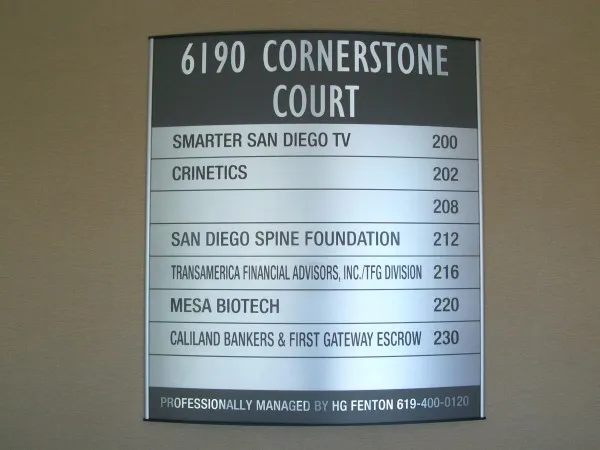 6190 CORNERSTONE
COURT
SMARTER SAN DIEGO TV 200
CRINETICS 202
208
SAN DIEGO SPINE FOUNDATION 212
TRANSAMERICA FINANCIAL ADVISORS, INC./TFG DIVISION 216
MESA BIOTECH 220
CALILAND BANKERS & FIRST GATEWAY ESCROW 230
PROFESSIONALLY MANAGED BY HG FENTON 619-400-0120